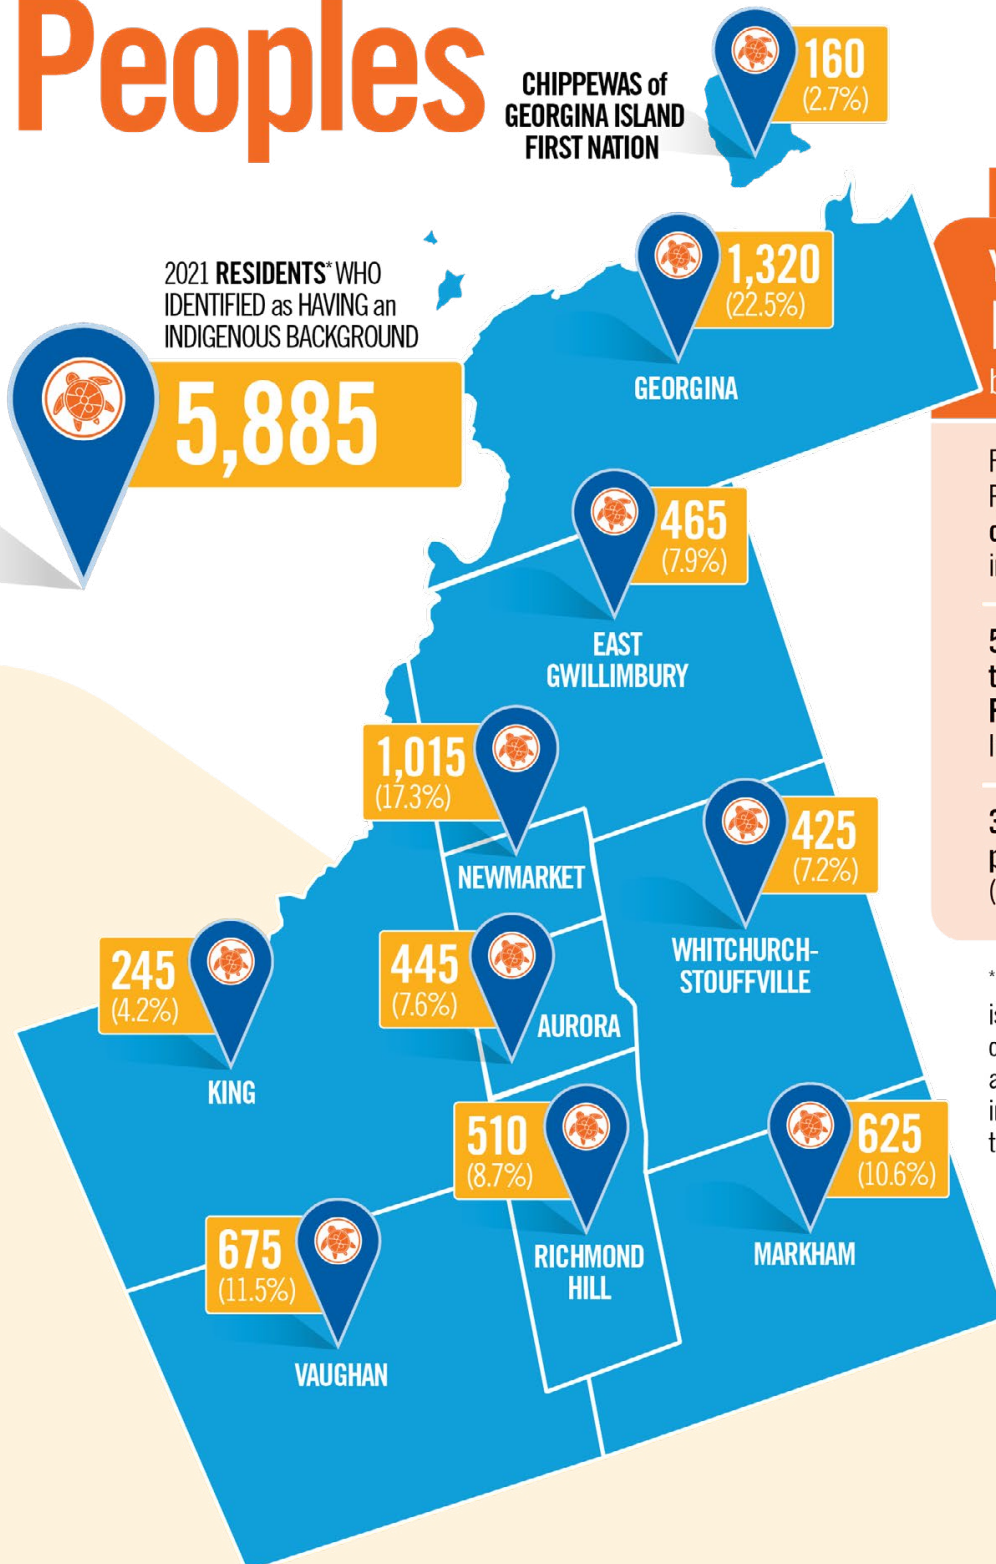 Peoples
CHIPPEWAS of
GEORGINA ISLAND
FIRST NATION
160
(2.7%)
2021 RESIDENTS* WHO
IDENTIFIED as HAVING an
INDIGENOUS BACKGROUND
5,885
1,320
(22.5%)
GEORGINA
465
(7.9%)
EAST
GWILLIMBURY
1,015
(17.3%)
NEWMARKET
425
(7.2%)
WHITCHURCH-
STOUFFVILLE
245
(4.2%)
KING
445
(7.6%)
AURORA
510
(8.7%)
RICHMOND
HILL
625
(10.6%)
MARKHAM
675
(11.5%)
VAUGHAN